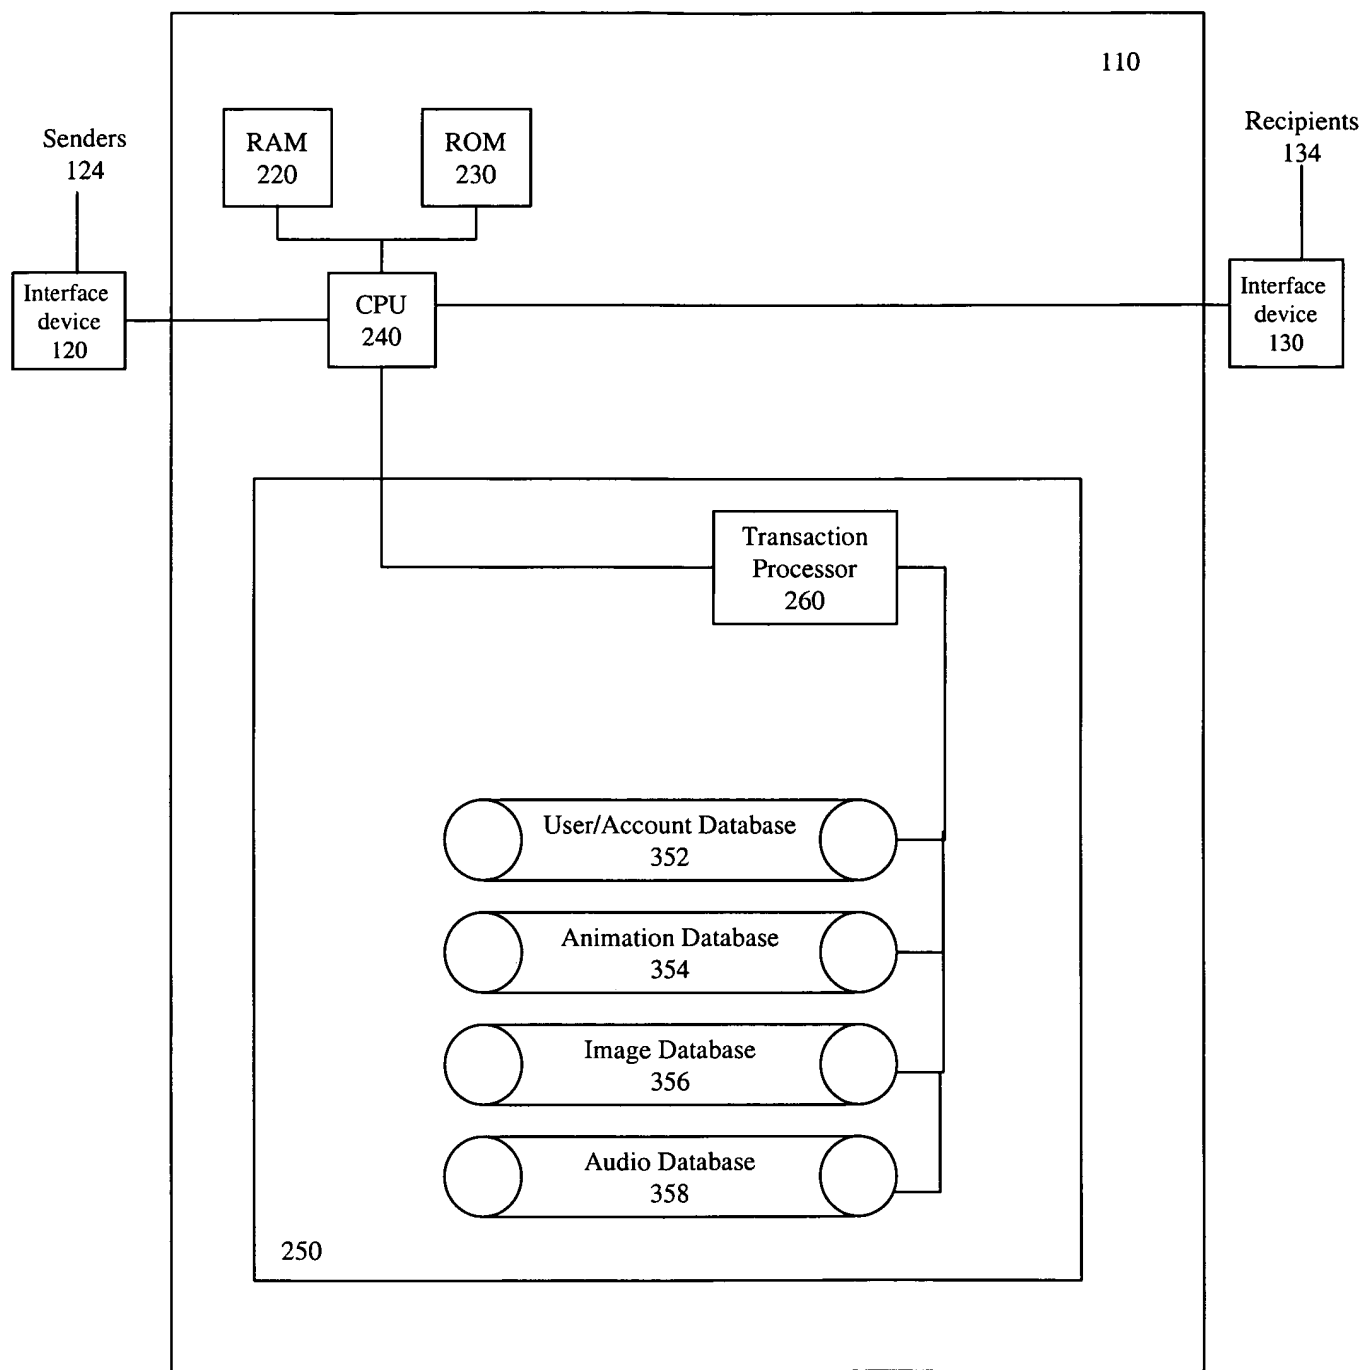 110
Senders
124
Recipients
134
RAM
220
ROM
230
Interface
device
120
CPU
240
Interface
device
130
Transaction
Processor
260
User/Account Database
352
Animation Database
354
Image Database
356
Audio Database
358
250